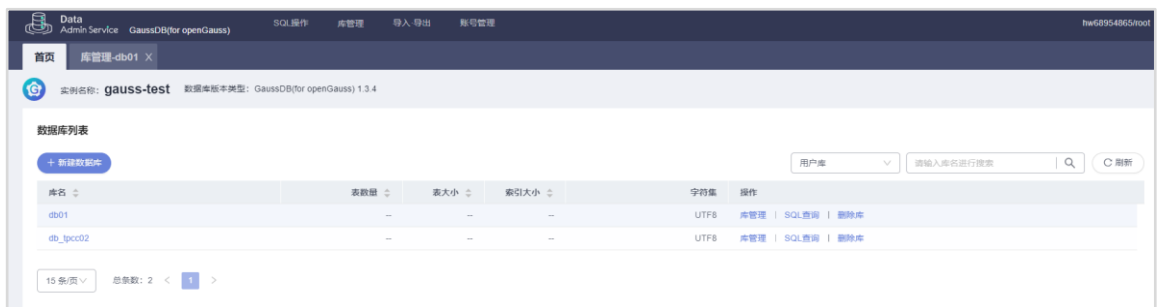 Data
Admin Service GaussDB(for openGauss) SQL操作 库管理 导入·导出 账号管理 hw68954865/root
首页 库管理-db01 X
实例名称: gauss-test 数据库版本类型: GaussDB(for openGauss) 1.3.4
数据库列表
+ 新建数据库 用户库 请输入库名进行搜索 刷新
库名 表数量 表大小 索引大小 字符集 操作
db01 -- -- -- UTF8 库管理 | SQL查询 | 删除库
db_tpcc02 -- -- -- UTF8 库管理 | SQL查询 | 删除库
15 条/页 总条数: 2 < 1 >